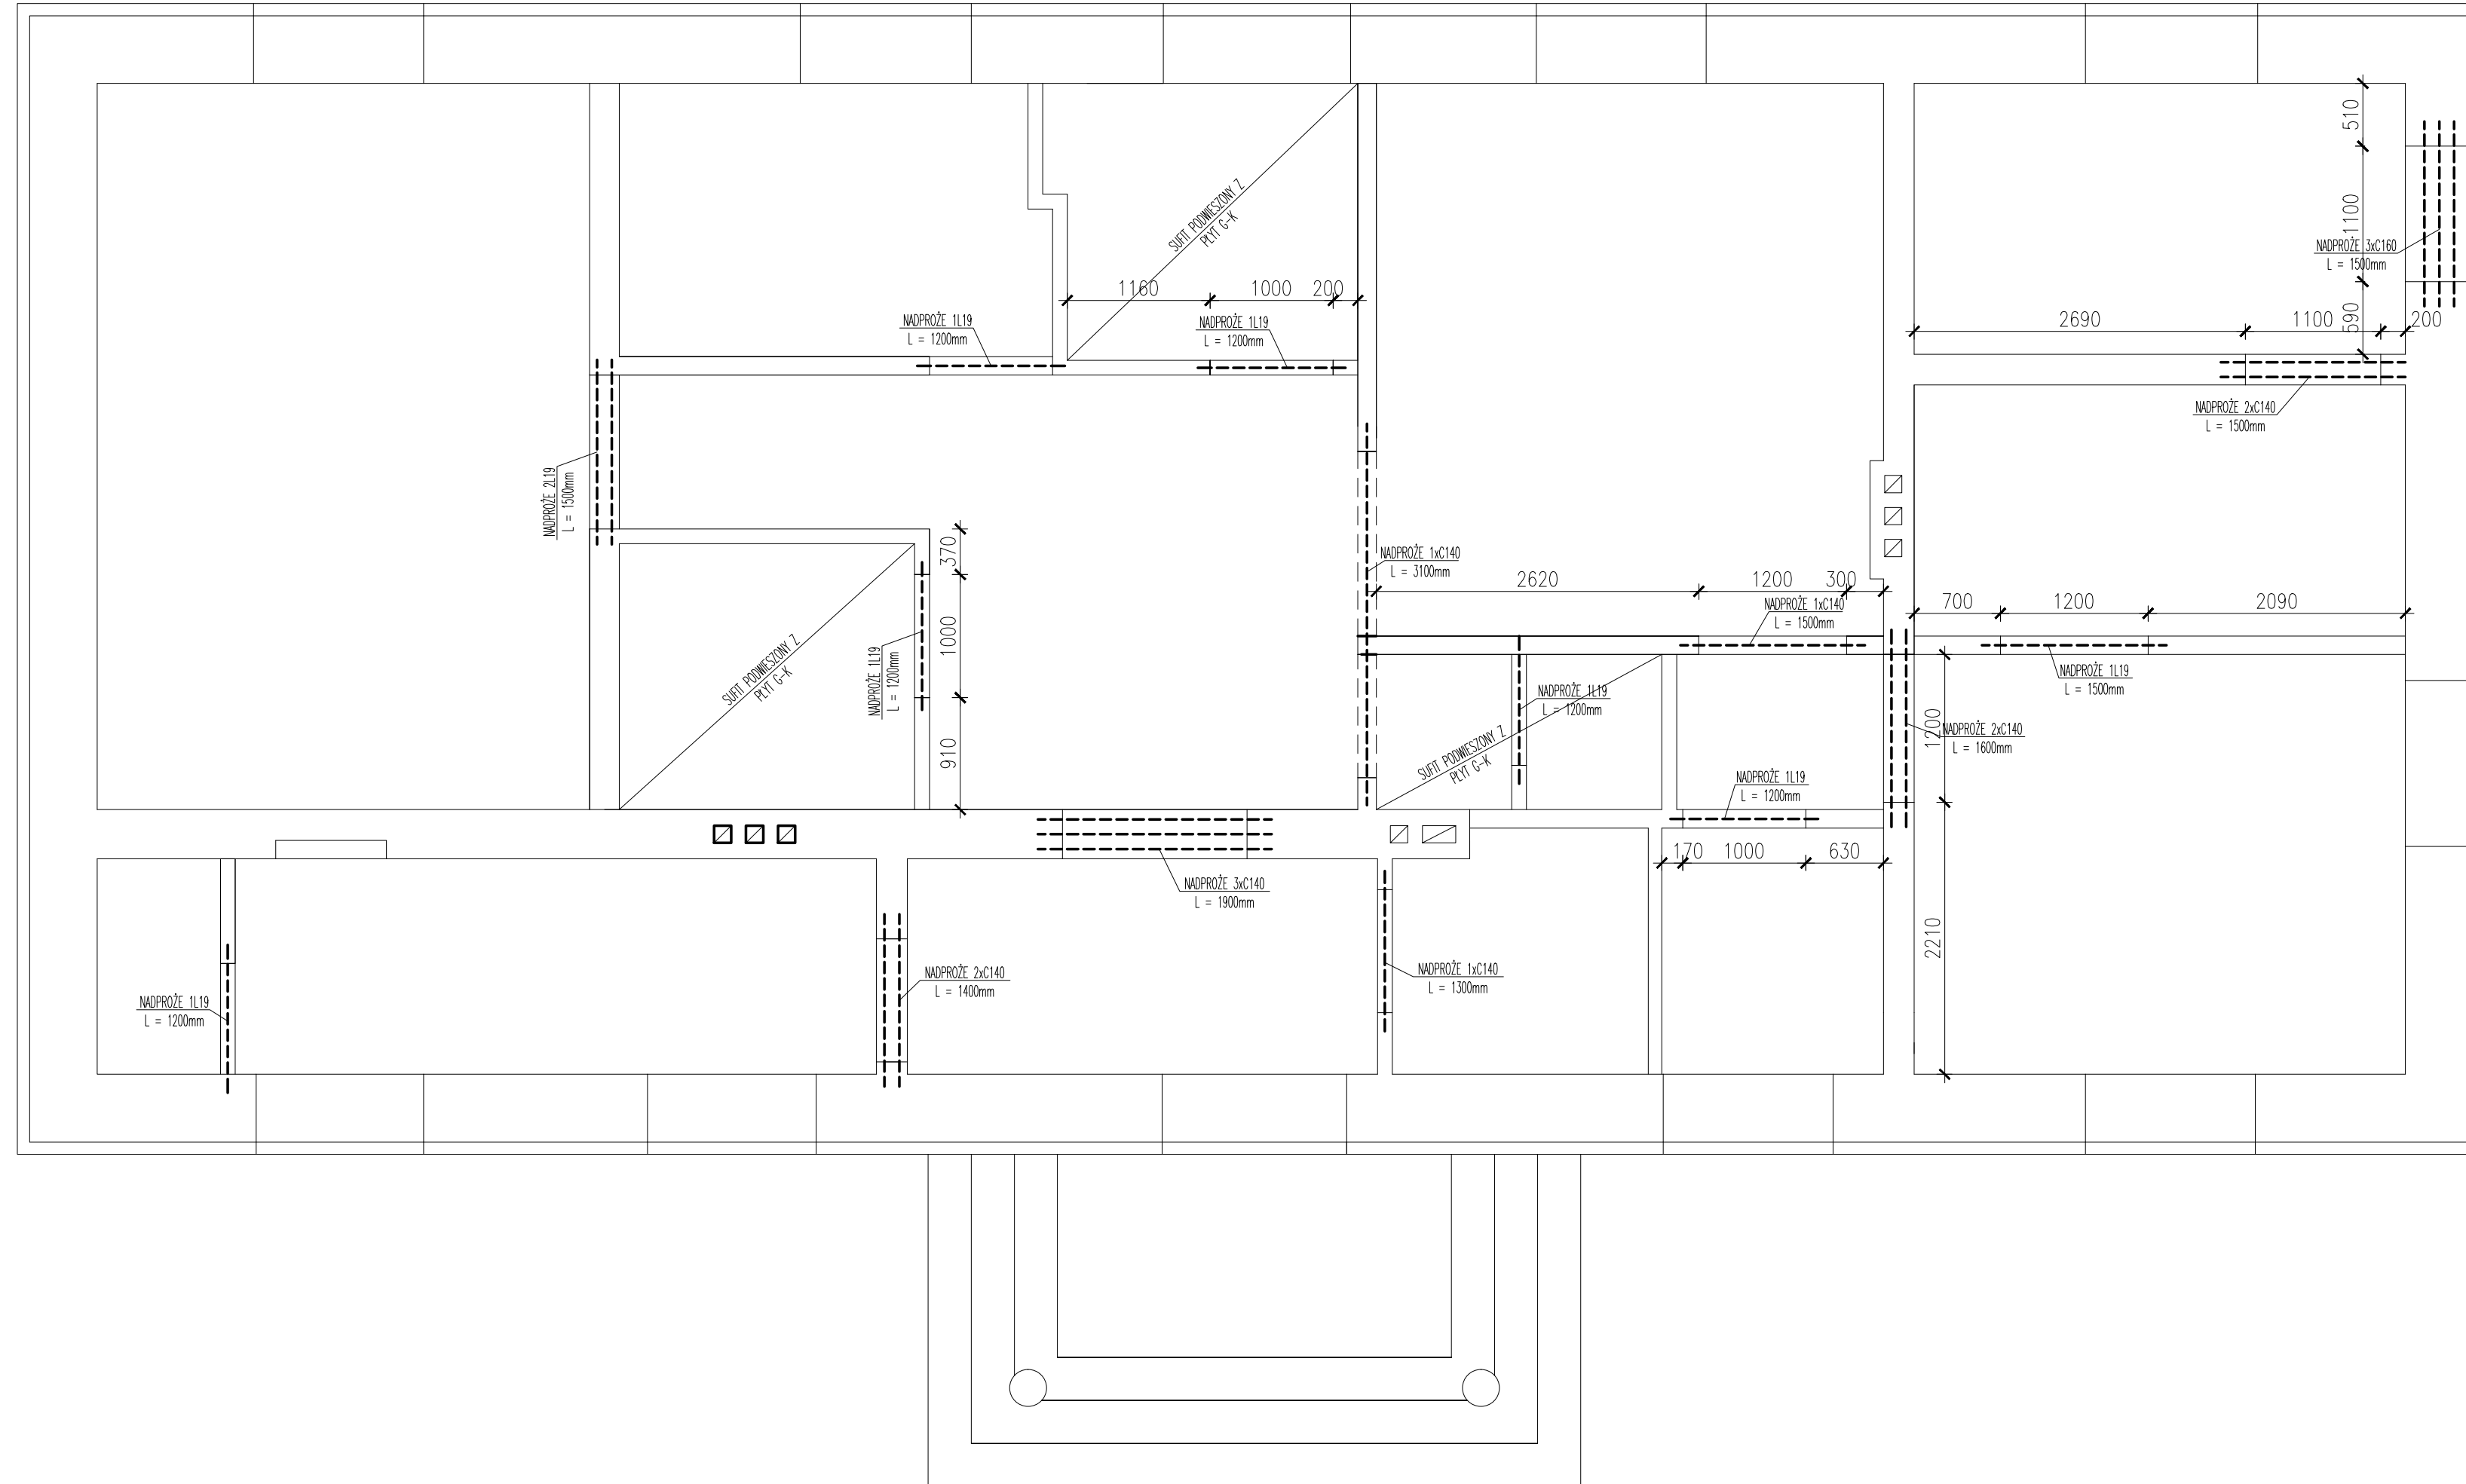 510
1100
NADPROŻE 3xC160
L = 1500mm
590
SUFIT PODWIESZONY Z
PŁYT G-K
1160
1000
200
NADPROŻE 1L19
L = 1200mm
NADPROŻE 1L19
L = 1200mm
2690
1100
200
NADPROŻE 2xC140
L = 1500mm
NADPROŻE 2L19
L = 1500mm
370
1000
910
NADPROŻE 1L19
L = 1200mm
SUFIT PODWIESZONY Z
PŁYT G-K
NADPROŻE 1xC140
L = 3100mm
2620
1200
300
NADPROŻE 1xC140
L = 1500mm
700
1200
2090
NADPROŻE 1L19
L = 1500mm
NADPROŻE 1L19
L = 1200mm
SUFIT PODWIESZONY Z
PŁYT G-K
1200
NADPROŻE 2xC140
L = 1600mm
NADPROŻE 1L19
L = 1200mm
170
1000
630
NADPROŻE 3xC140
L = 1900mm
2210
NADPROŻE 1L19
L = 1200mm
NADPROŻE 2xC140
L = 1400mm
NADPROŻE 1xC140
L = 1300mm